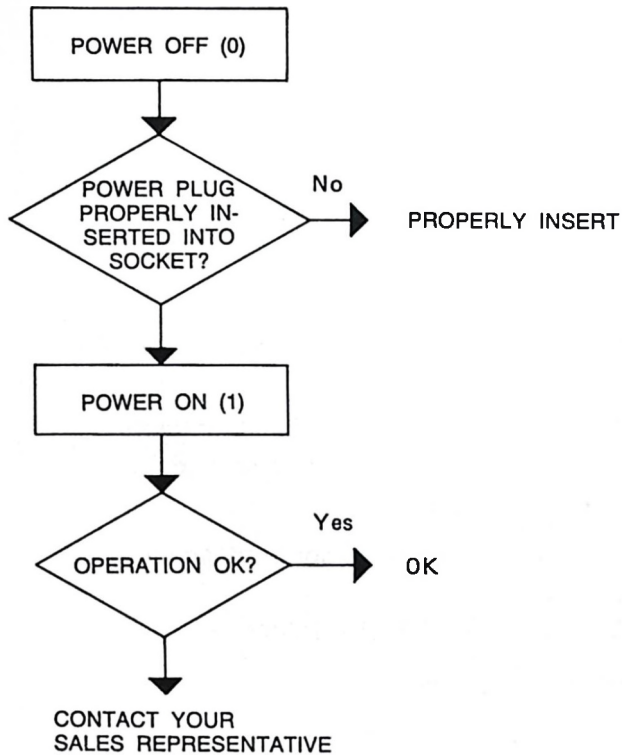 POWER OFF (0)
POWER PLUG
PROPERLY IN-
SERTED INTO
SOCKET?
No
PROPERLY INSERT
POWER ON (1)
OPERATION OK?
Yes
OK
CONTACT YOUR
SALES REPRESENTATIVE